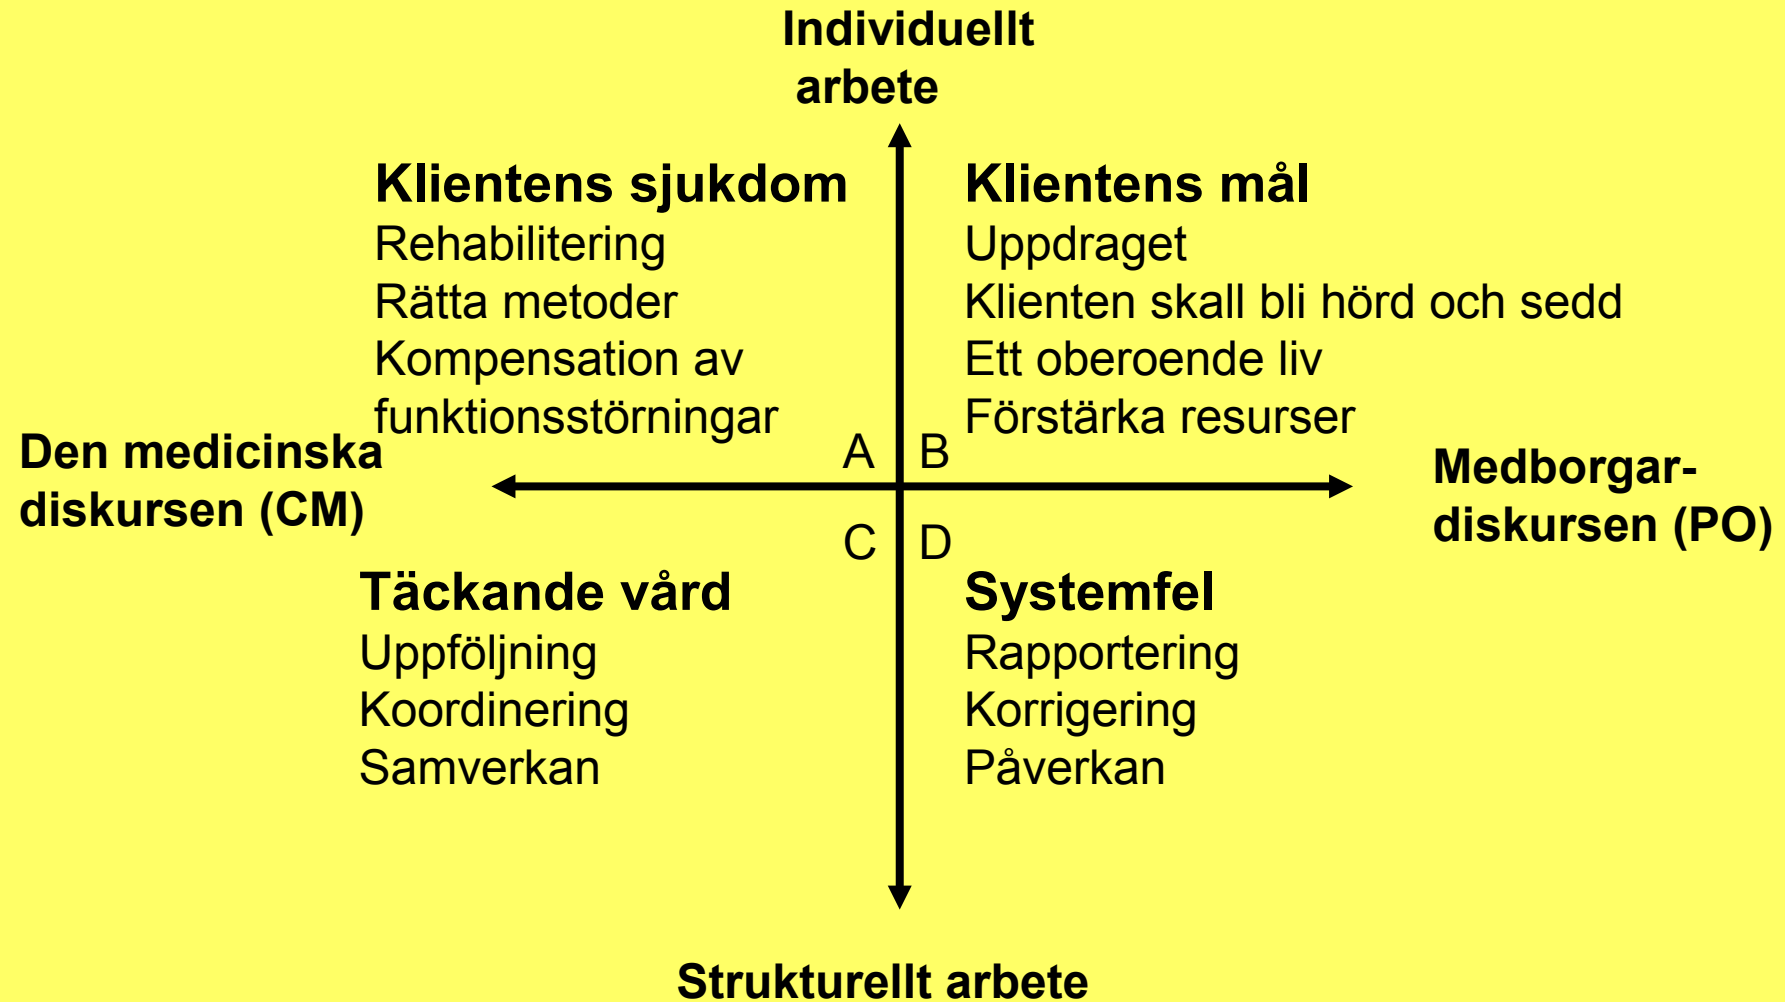 Individuellt
arbete
Klientens sjukdom
Rehabilitering
Rätta metoder
Kompensation av
funktionsstörningar
Klientens mål
Uppdraget
Klienten skall bli hörd och sedd
Ett oberoende liv
Förstärka resurser
A
B
Den medicinska
diskursen (CM)
Medborgar-
diskursen (PO)
C
D
Täckande vård
Uppföljning
Koordinering
Samverkan
Systemfel
Rapportering
Korrigering
Påverkan
Strukturellt arbete